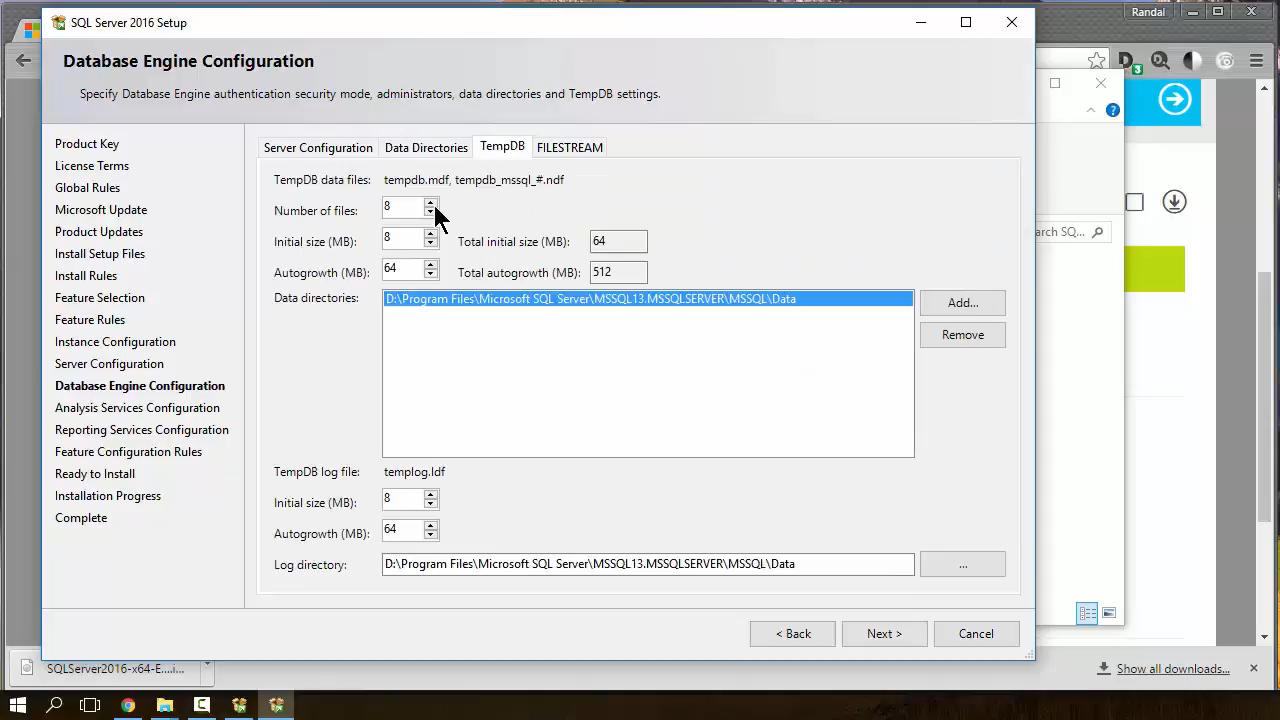 SQL Server 2016 Setup
Randal
Database Engine Configuration
Specify Database Engine authentication security mode, administrators, data directories and TempDB settings.
3
Product Key
License Terms
Global Rules
Microsoft Update
Product Updates
Install Setup Files
Install Rules
Feature Selection
Feature Rules
Instance Configuration
Server Configuration
Database Engine Configuration
Analysis Services Configuration
Reporting Services Configuration
Feature Configuration Rules
Ready to Install
Installation Progress
Complete
Server Configuration
Data Directories
TempDB
FILESTREAM
TempDB data files: tempdb.mdf, tempdb_mssql_#.ndf
Number of files: 8
Initial size (MB): 8 Total initial size (MB): 64
Autogrowth (MB): 64 Total autogrowth (MB): 512
Data directories: D:\Program Files\Microsoft SQL Server\MSSQL13.MSSQLSERVER\MSSQL\Data
Add...
Remove
TempDB log file: templog.ldf
Initial size (MB): 8
Autogrowth (MB): 64
Log directory: D:\Program Files\Microsoft SQL Server\MSSQL13.MSSQLSERVER\MSSQL\Data ...
< Back Next > Cancel
arch SQ...
SQLServer2016-x64-E....i...
Show all downloads...